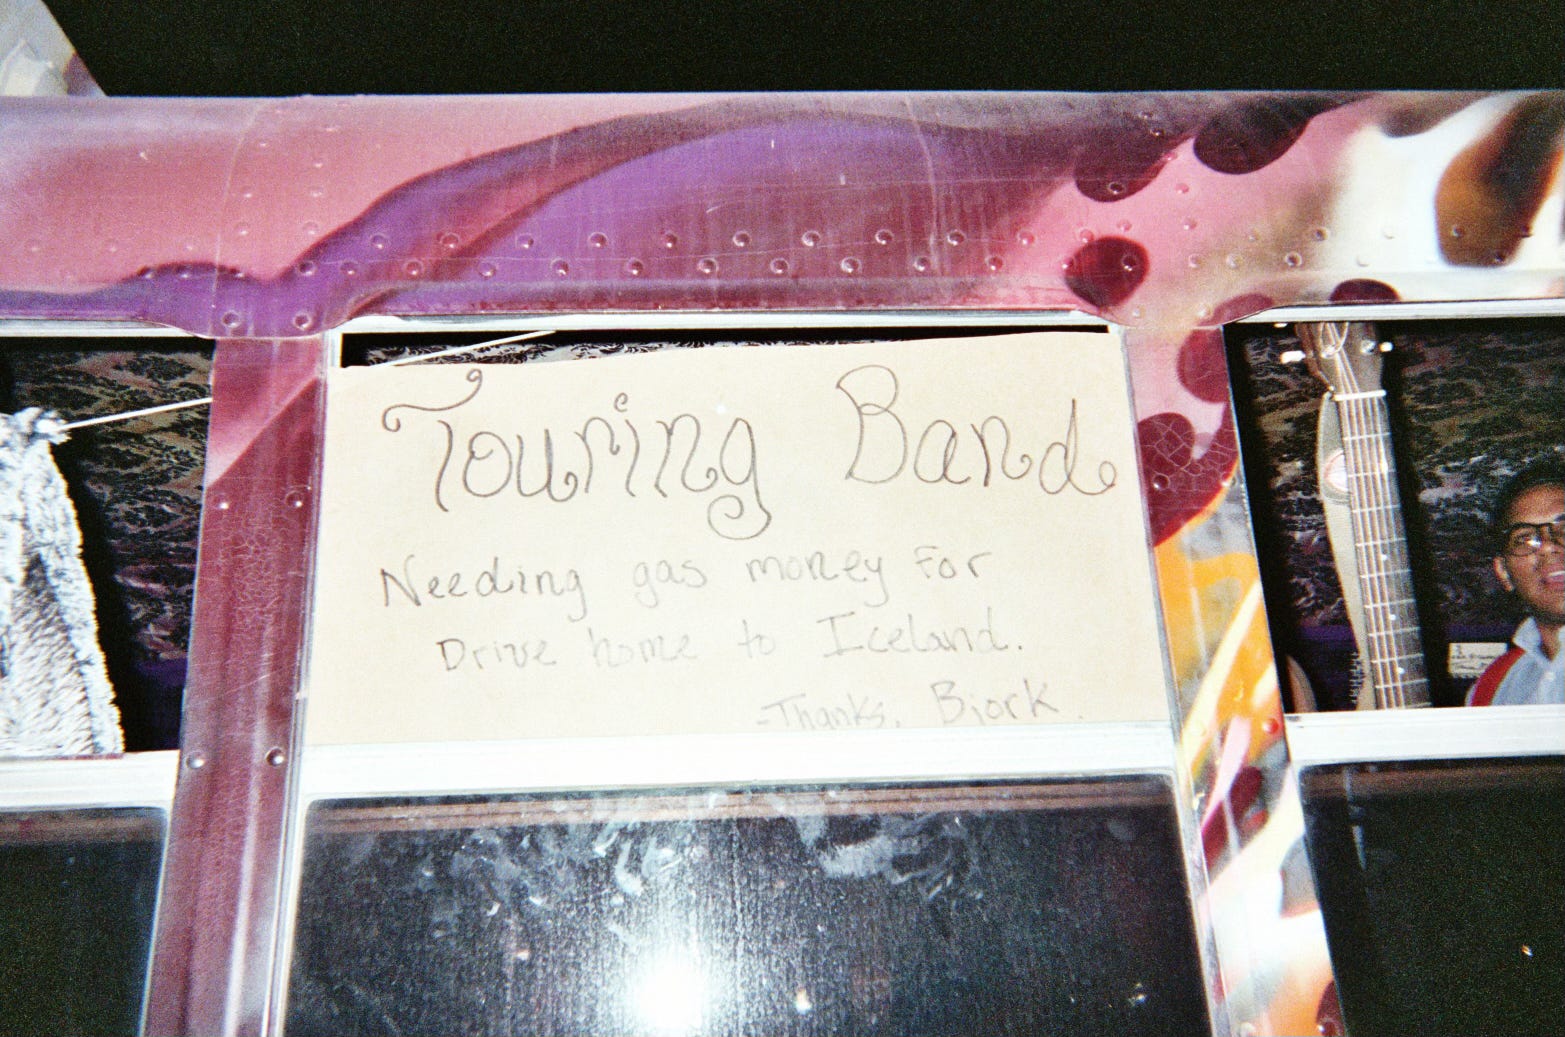 Touring Band
Needing gas money For
Drive home to Iceland.
-Thanks, Bjork